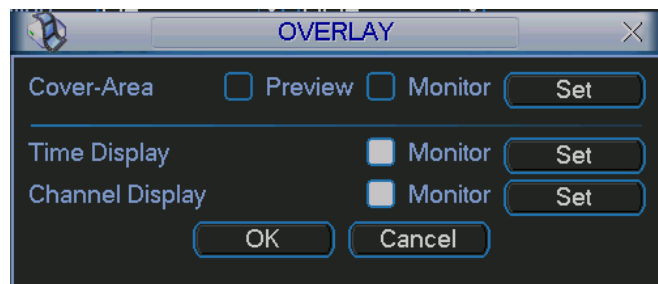 OVERLAY
Cover-Area Preview Monitor Set
Time Display Monitor Set
Channel Display Monitor Set
OK Cancel